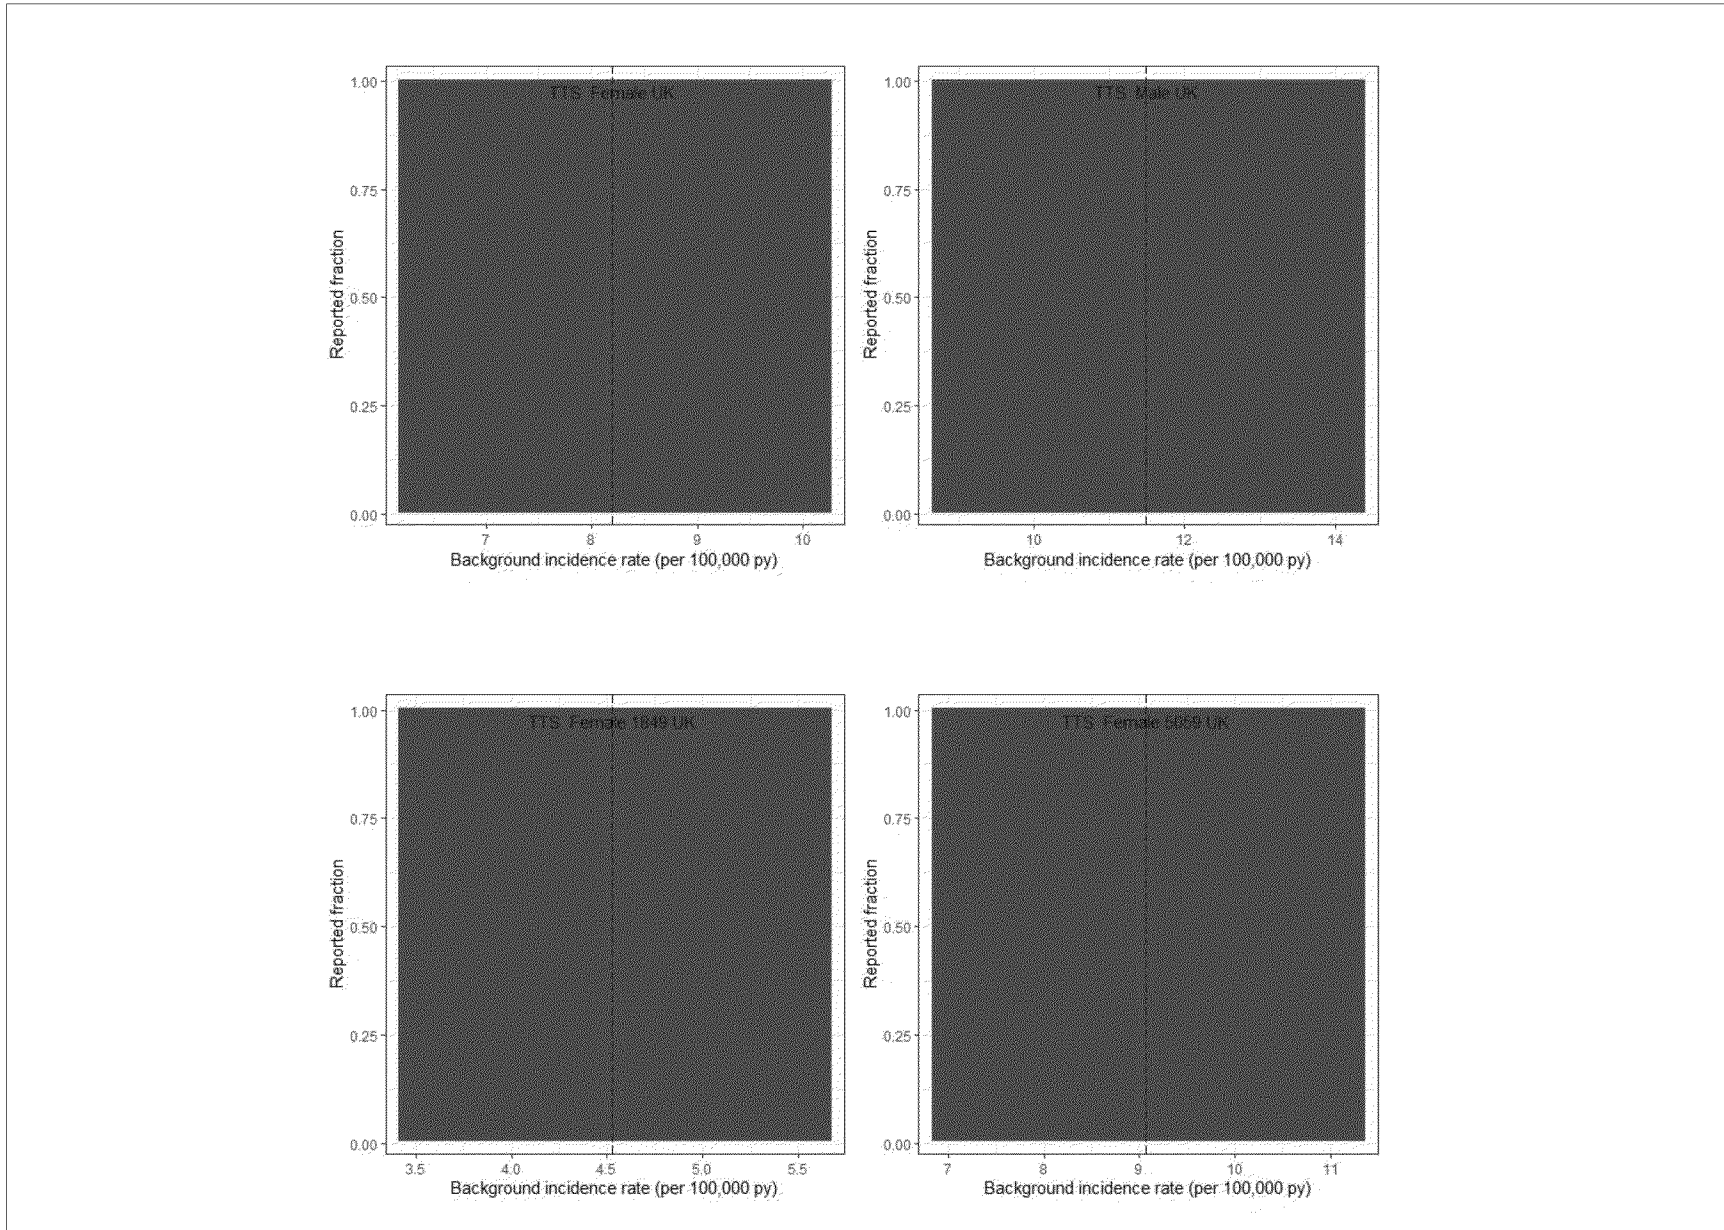 TTS Female UK
1.00
0.75
0.50
0.25
0.00
Reported fraction
7 8 9 10
Background incidence rate (per 100,000 py)
TTS Male UK
1.00
0.75
0.50
0.25
0.00
Reported fraction
10 12 14
Background incidence rate (per 100,000 py)
TTS Female 1849 UK
1.00
0.75
0.50
0.25
0.00
Reported fraction
3.5 4.0 4.5 5.0 5.5
Background incidence rate (per 100,000 py)
TTS Female 5069 UK
1.00
0.75
0.50
0.25
0.00
Reported fraction
7 8 9 10 11
Background incidence rate (per 100,000 py)